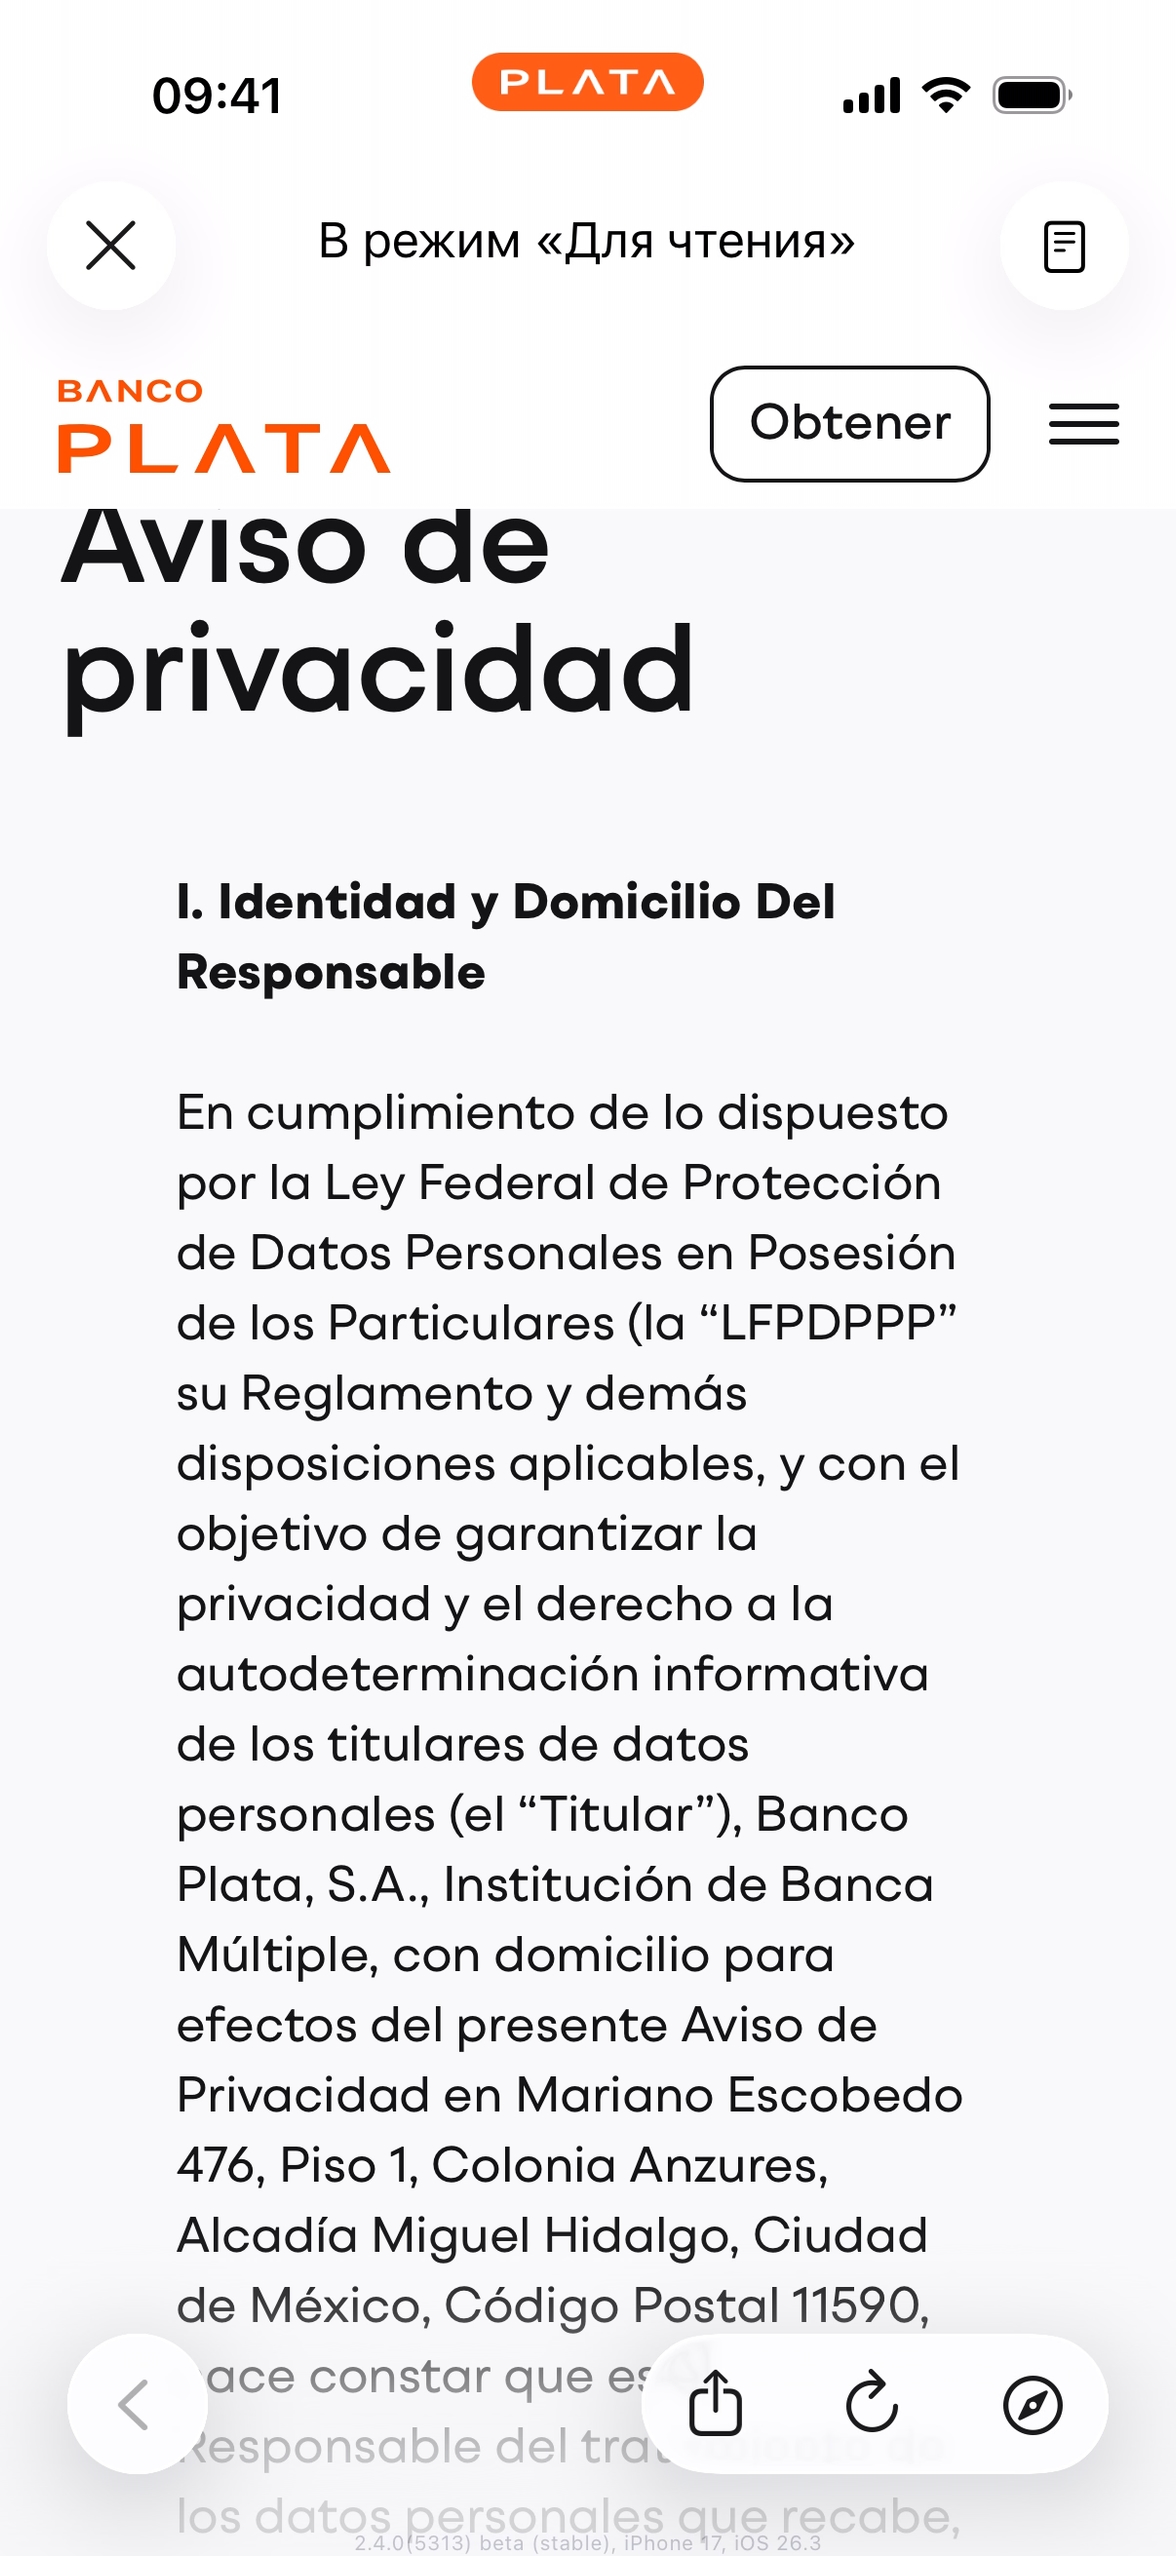 09:41
PLATA
В режим «Для чтения»
BANCO
PLATA
Obtener
Aviso de
privacidad
I. Identidad y Domicilio Del
Responsable
En cumplimiento de lo dispuesto
por la Ley Federal de Protección
de Datos Personales en Posesión
de los Particulares (la “LFPDPPP”
su Reglamento y demás
disposiciones aplicables, y con el
objetivo de garantizar la
privacidad y el derecho a la
autodeterminación informativa
de los titulares de datos
personales (el “Titular”), Banco
Plata, S.A., Institución de Banca
Múltiple, con domicilio para
efectos del presente Aviso de
Privacidad en Mariano Escobedo
476, Piso 1, Colonia Anzures,
Alcadía Miguel Hidalgo, Ciudad
de México, Código Postal 11590,
constar que
Responsable del
los datos personales que recabe,
2.4.0(5313) beta (stable), iPhone 17, iOS 26.3